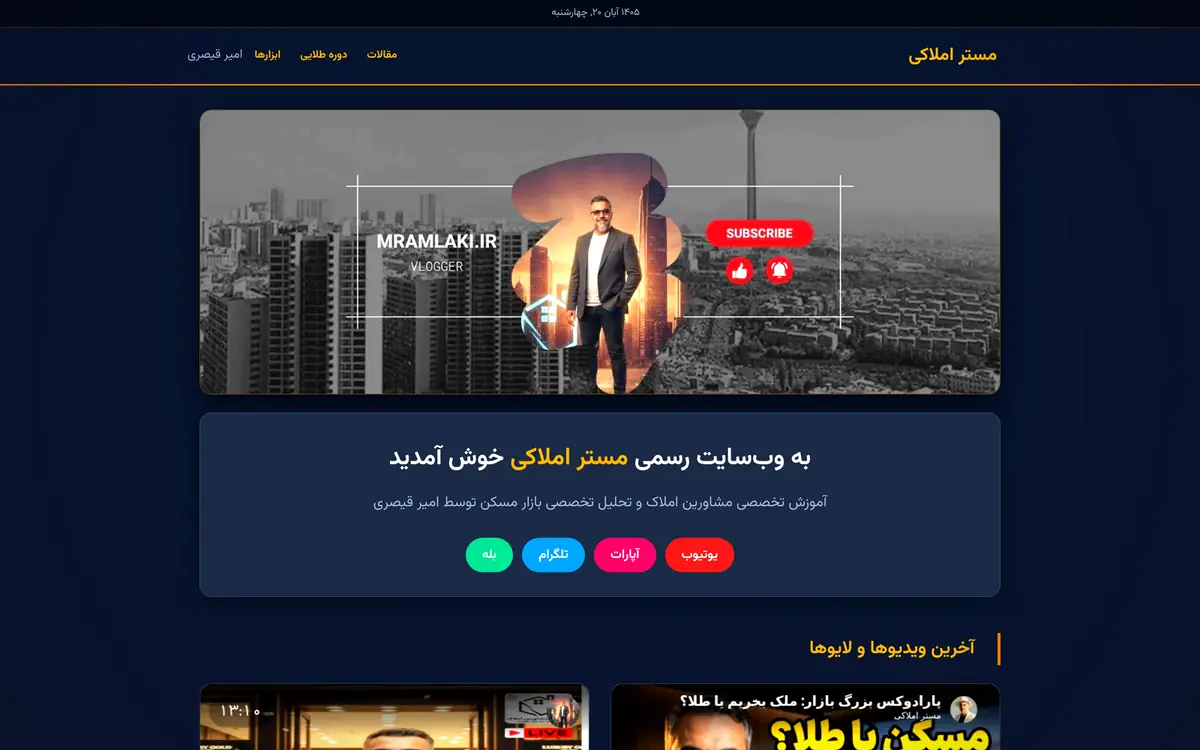 ۱۴۰۵ آبان ۲۰, چهارشنبه
مستر املاکی
مقالات دوره طلایی ابزارها امیر قیصری
MRAMLAKI.IR
VLOGGER
SUBSCRIBE
به وب‌سایت رسمی مستر املاکی خوش آمدید
آموزش تخصصی مشاورین املاک و تحلیل تخصصی بازار مسکن توسط امیر قیصری
یوتیوب آپارات تلگرام بله
آخرین ویدیوها و لایوها
پارادوکس بزرگ بازار: ملک بخریم یا طلا؟
مستر املاکی
مسکن یا طلا؟
۱۳:۱۰
LIVE